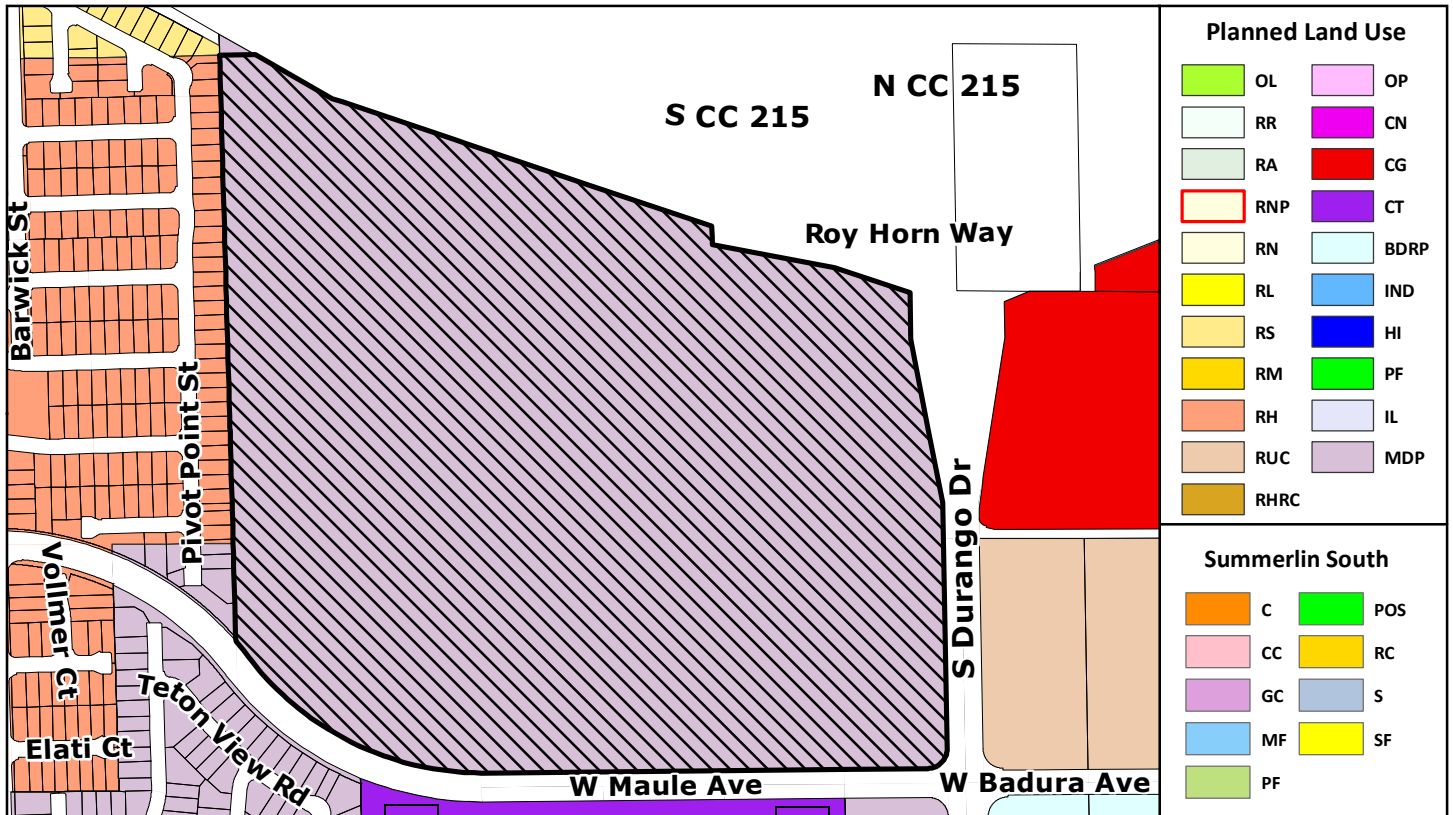 N CC 215
S CC 215
Roy Horn Way
Barwick St
Pivot Point St
S Durango Dr
Vollmer Ct
Teton View Rd
Elati Ct
W Maule Ave
W Badura Ave
Planned Land Use
OL
OP
RR
CN
RA
CG
RNP
CT
RN
BDRP
RL
IND
RS
HI
RM
PF
RH
IL
RUC
MDP
RHRC
Summerlin South
C
POS
CC
RC
GC
S
MF
SF
PF